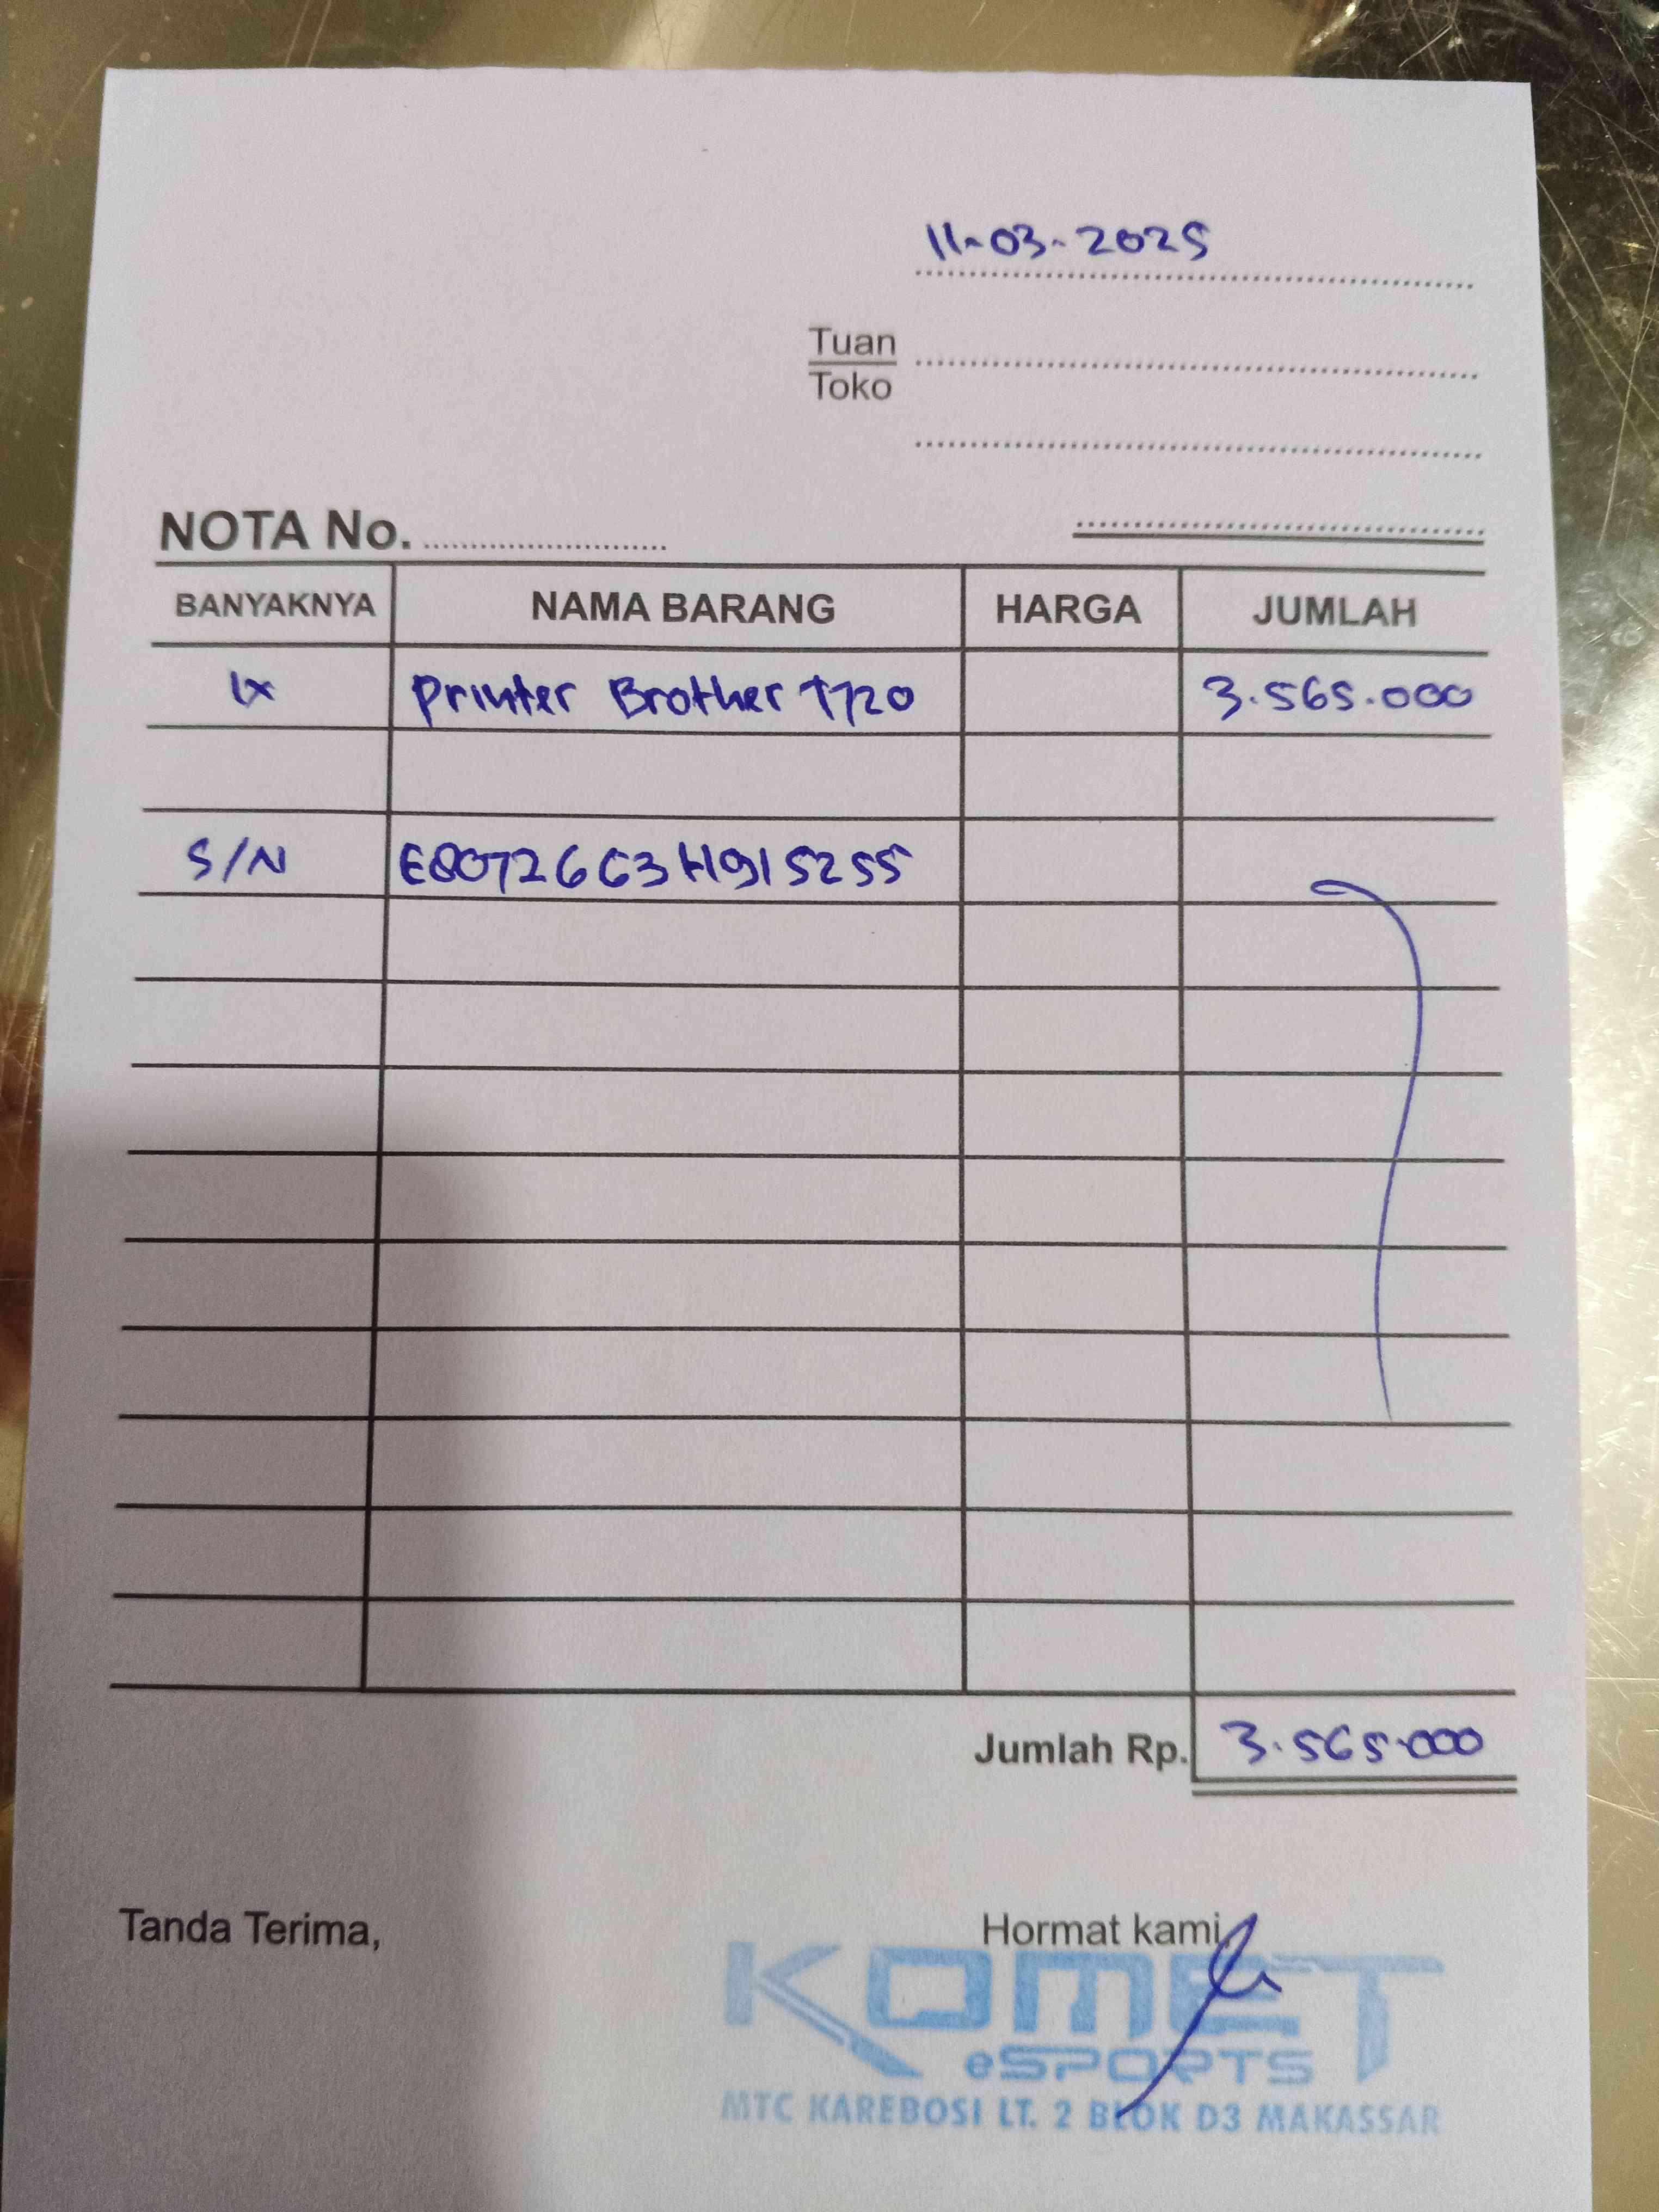 11-03-2025
Tuan
Toko
NOTA No.
BANYAKNYA NAMA BARANG HARGA JUMLAH
1x Printer Brother T720 3.565.000
S/N E80726G3H915255
Jumlah Rp. 3.565.000
Tanda Terima, Hormat kami,
KOMET
eSPORTS
MTC KAREBOSI LT. 2 BLOK D3 MAKASSAR